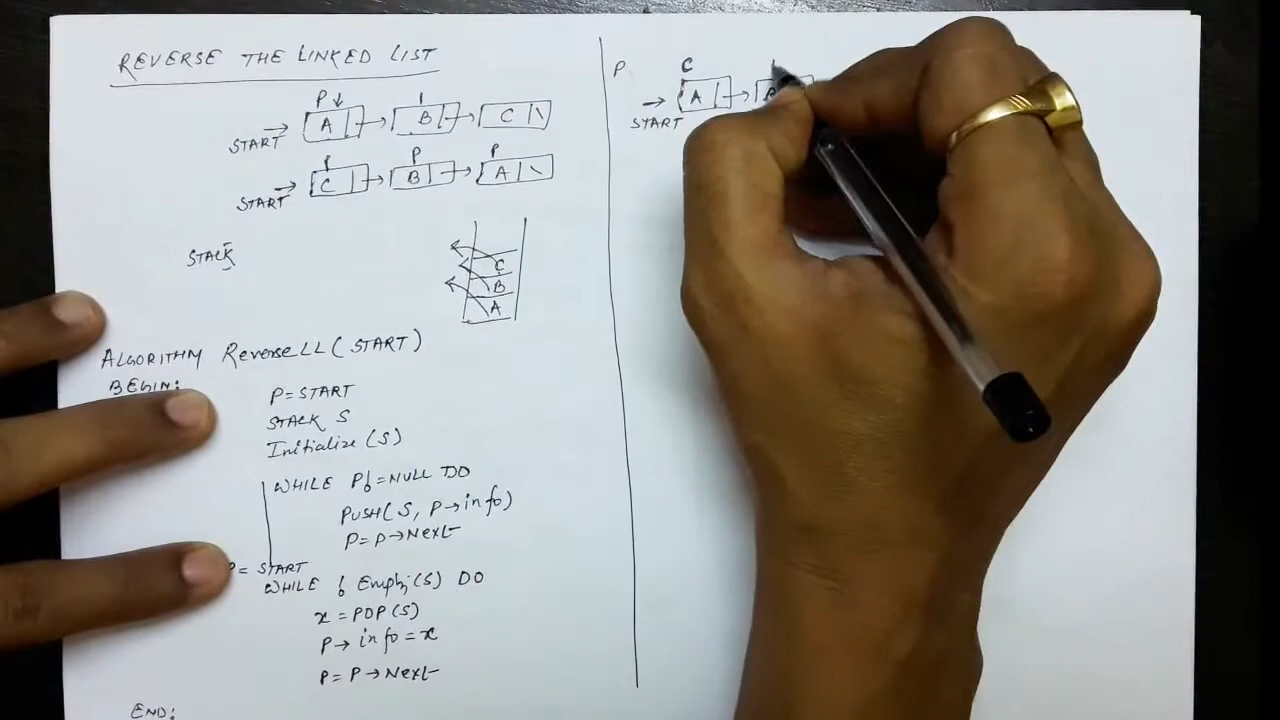 REVERSE THE LINKED LIST
P
A B C
START
P P P
C B A
START
STACK
C
B
A
ALGORITHM ReverseLL(START)
BEGIN:
P=START
STACK S
Initialize(S)
WHILE P!=NULL DO
PUSH(S, P→info)
P=P→Next
P=START
WHILE ! Empty(S) DO
x=POP(S)
P→info=x
P=P→Next
END:
P C
A
START